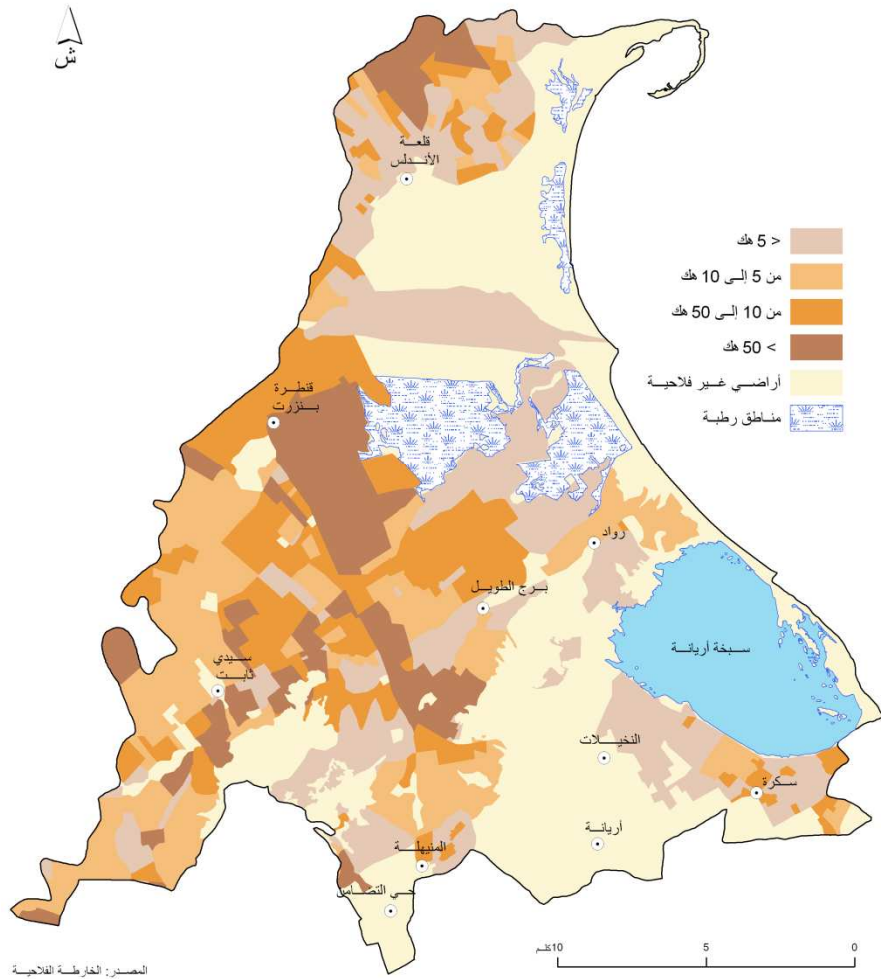 ش
قلعة
الأندلس
< 5 هك
من 5 إلى 10 هك
من 10 إلى 50 هك
> 50 هك
أراضي غير فلاحية
مناطق رطبة
قنطرة
بنزرت
رواد
برج الطويل
سبخة أريانة
سيدي
ثابت
النخيلات
سكرة
أريانة
المنيهلة
حي التضامن
10كلم 5 0
المصدر: الخارطة الفلاحية